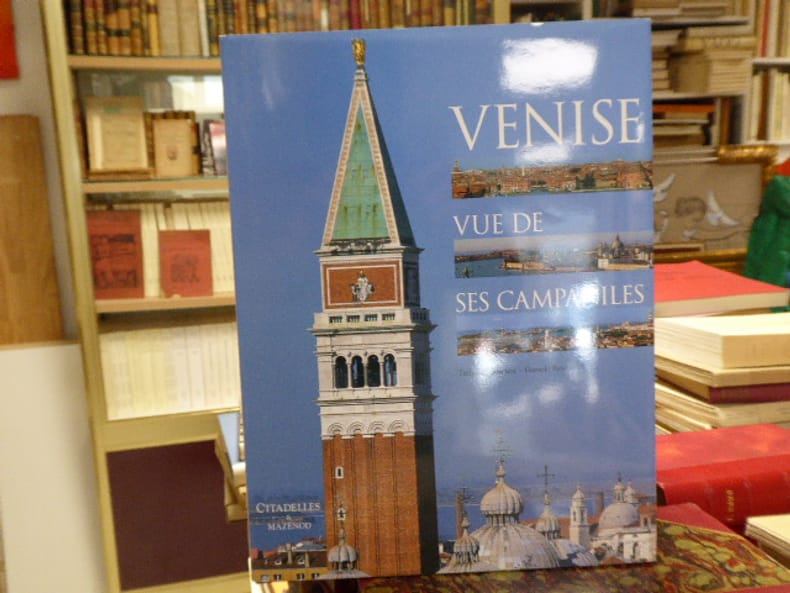 VENISE
VUE DE
SES CAMPANILES
CITADELLES
&
MAZENOD